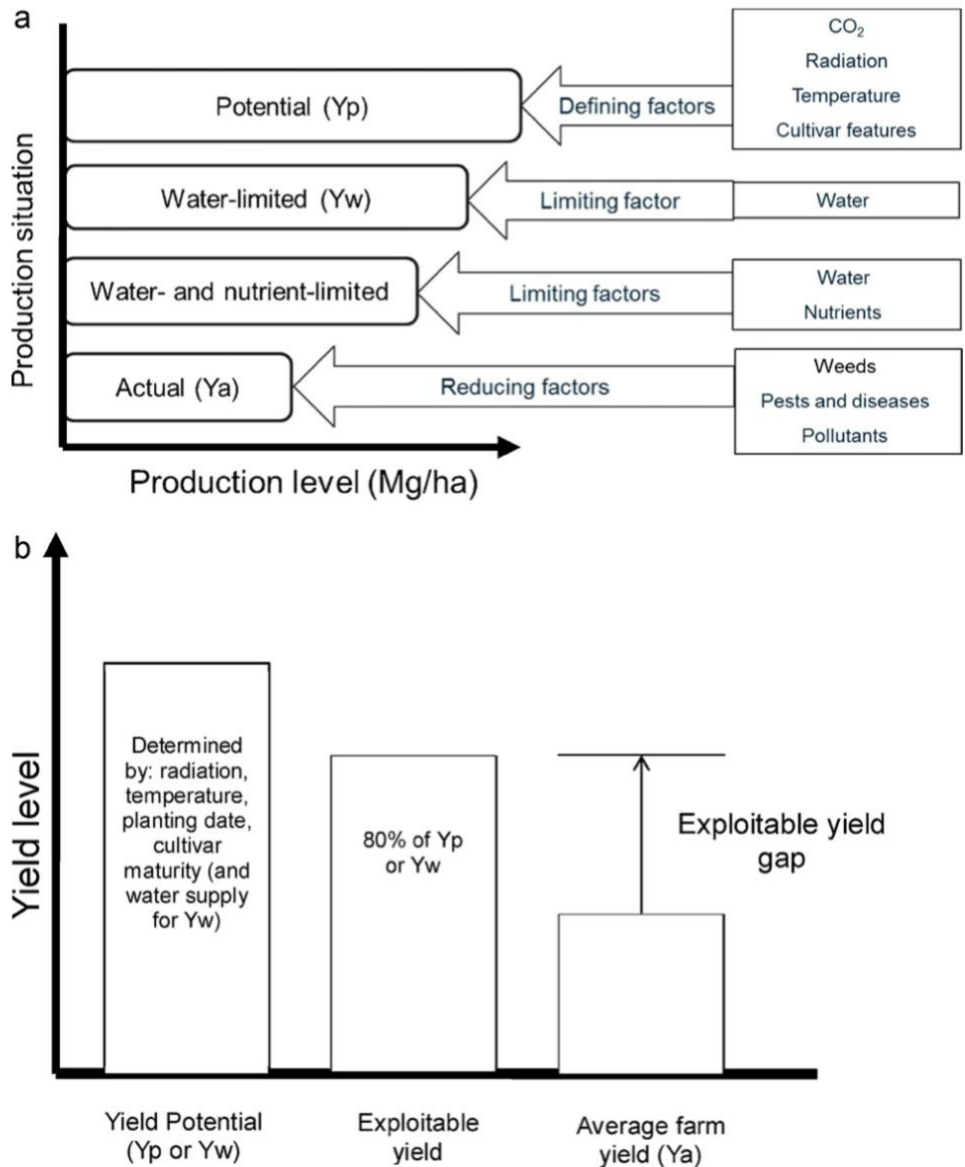 a
Production situation
Potential (Yp)
Defining factors
CO₂
Radiation
Temperature
Cultivar features
Water-limited (Yw)
Limiting factor
Water
Water- and nutrient-limited
Limiting factors
Water
Nutrients
Actual (Ya)
Reducing factors
Weeds
Pests and diseases
Pollutants
Production level (Mg/ha)
b
Yield level
Determined
by: radiation,
temperature,
planting date,
cultivar
maturity (and
water supply
for Yw)
80% of Yp
or Yw
Exploitable yield
gap
Yield Potential
(Yp or Yw)
Exploitable
yield
Average farm
yield (Ya)